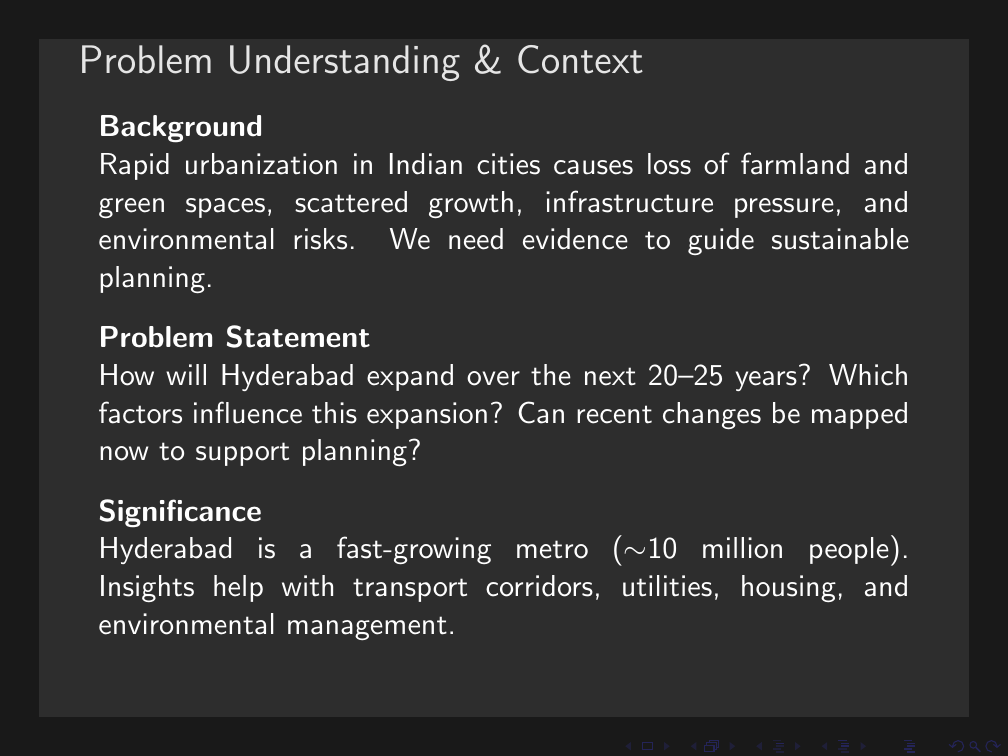 Problem Understanding & Context
Background
Rapid urbanization in Indian cities causes loss of farmland and
green spaces, scattered growth, infrastructure pressure, and
environmental risks. We need evidence to guide sustainable
planning.
Problem Statement
How will Hyderabad expand over the next 20–25 years? Which
factors influence this expansion? Can recent changes be mapped
now to support planning?
Significance
Hyderabad is a fast-growing metro (∼10 million people).
Insights help with transport corridors, utilities, housing, and
environmental management.